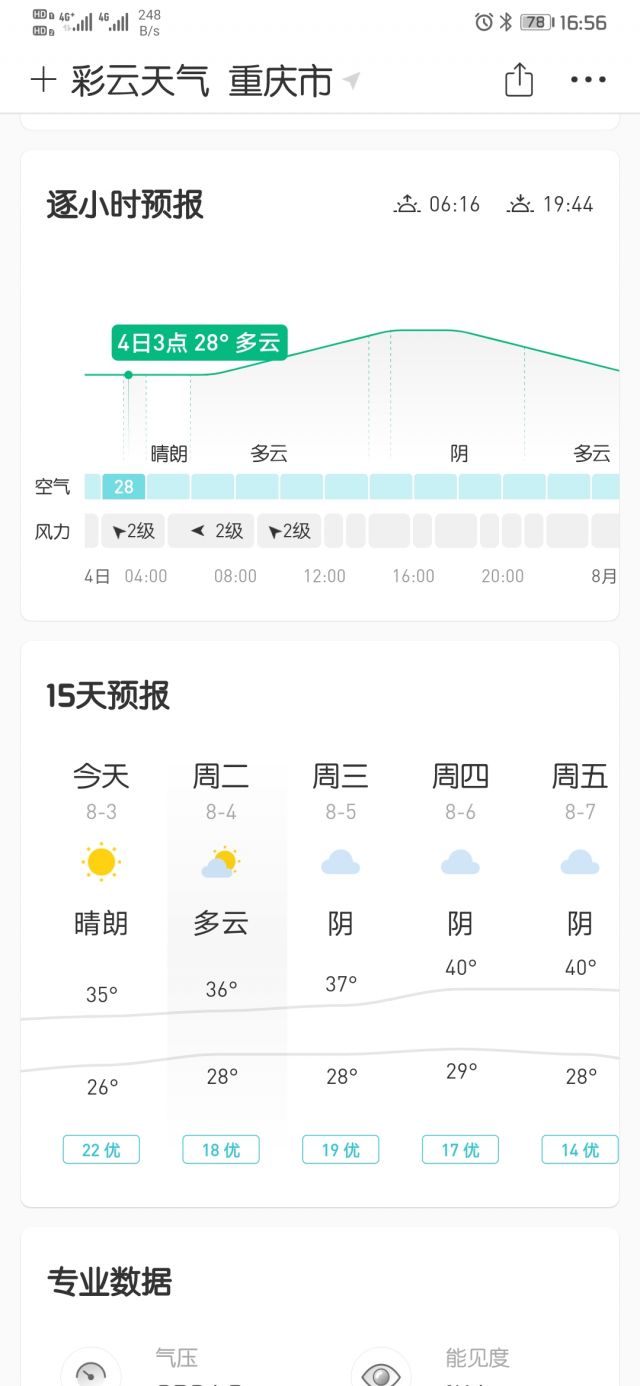 HD 4G+ 4G 248 B/s 78 16:56
彩云天气 重庆市
逐小时预报 06:16 19:44
4日3点 28° 多云
晴朗 多云 阴 多云
空气 28
风力 2级 2级 2级
4日 04:00 08:00 12:00 16:00 20:00 8月
15天预报
今天 周二 周三 周四 周五
8-3 8-4 8-5 8-6 8-7
晴朗 多云 阴 阴 阴
35° 36° 37° 40° 40°
26° 28° 28° 29° 28°
22 优 18 优 19 优 17 优 14 优
专业数据
气压 能见度